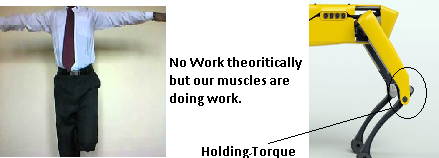 No Work theoritically
but our muscles are
doing work.
Holding Torque